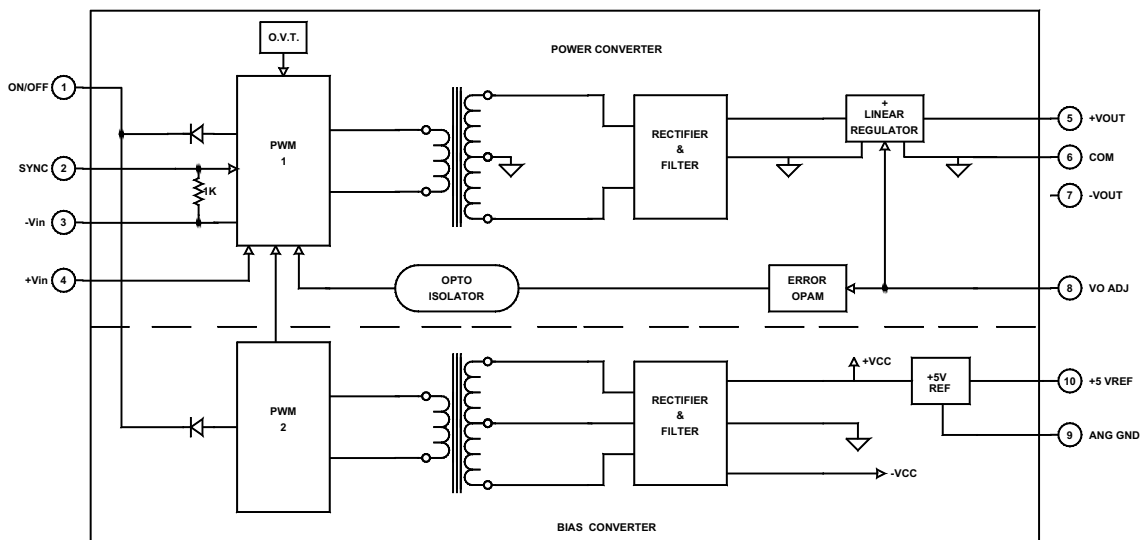 O.V.T.
POWER CONVERTER
ON/OFF
1
SYNC
2
1K
-Vin
3
+Vin
4
PWM
1
RECTIFIER
&
FILTER
+
LINEAR
REGULATOR
5
+VOUT
6
COM
7
-VOUT
OPTO
ISOLATOR
ERROR
OPAM
8
VO ADJ
PWM
2
RECTIFIER
&
FILTER
+VCC
+5V
REF
10
+5 VREF
9
ANG GND
-VCC
BIAS CONVERTER